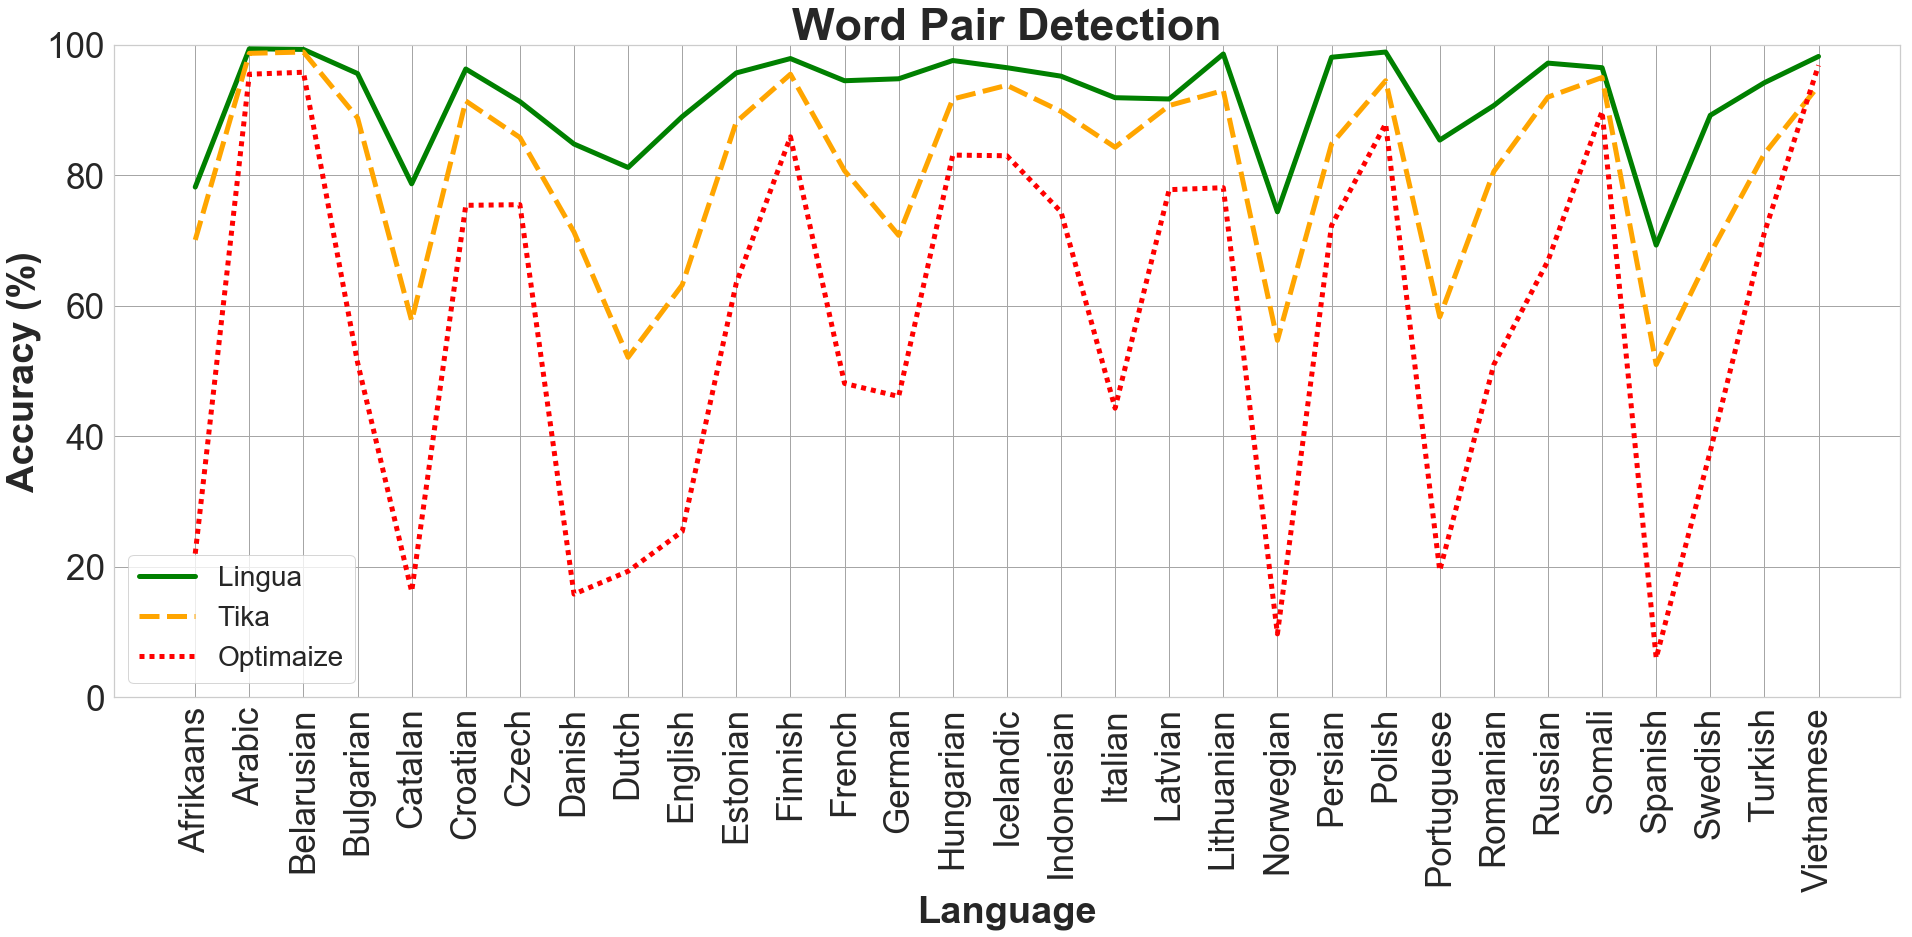 Word Pair Detection
Accuracy (%)
100
80
60
40
20
0
Lingua
Tika
Optimaize
Afrikaans
Arabic
Belarusian
Bulgarian
Catalan
Croatian
Czech
Danish
Dutch
English
Estonian
Finnish
French
German
Hungarian
Icelandic
Indonesian
Italian
Latvian
Lithuanian
Norwegian
Persian
Polish
Portuguese
Romanian
Russian
Somali
Spanish
Swedish
Turkish
Vietnamese
Language